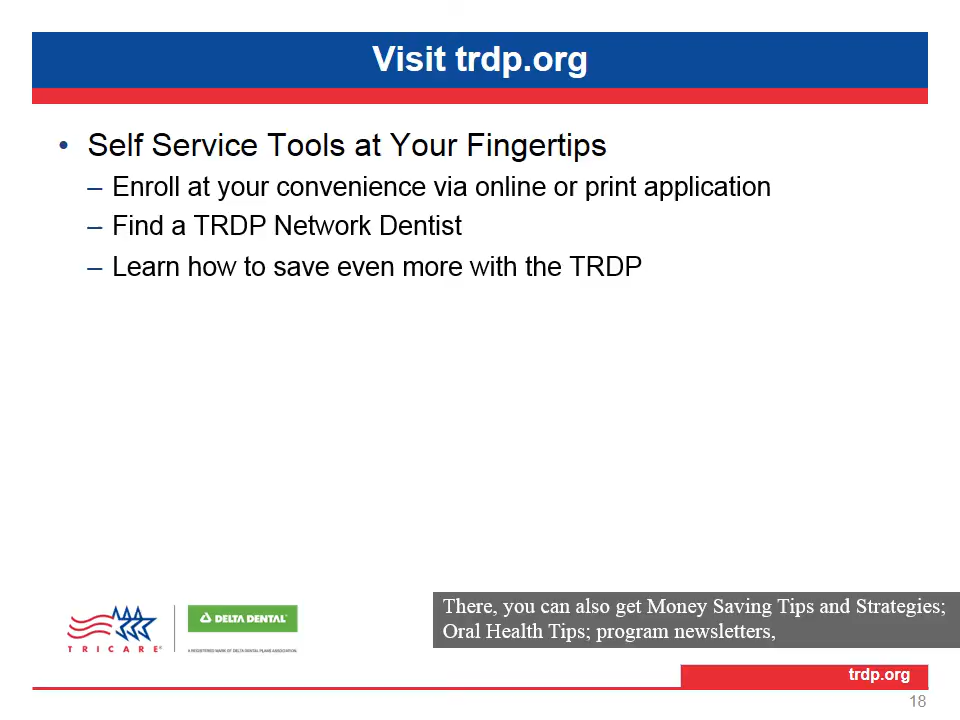 Visit trdp.org
• Self Service Tools at Your Fingertips
– Enroll at your convenience via online or print application
– Find a TRDP Network Dentist
– Learn how to save even more with the TRDP
TRICARE®
DELTA DENTAL®
A REGISTERED MARK OF DELTA DENTAL PLANS ASSOCIATION
There, you can also get Money Saving Tips and Strategies;
Oral Health Tips; program newsletters,
trdp.org
18